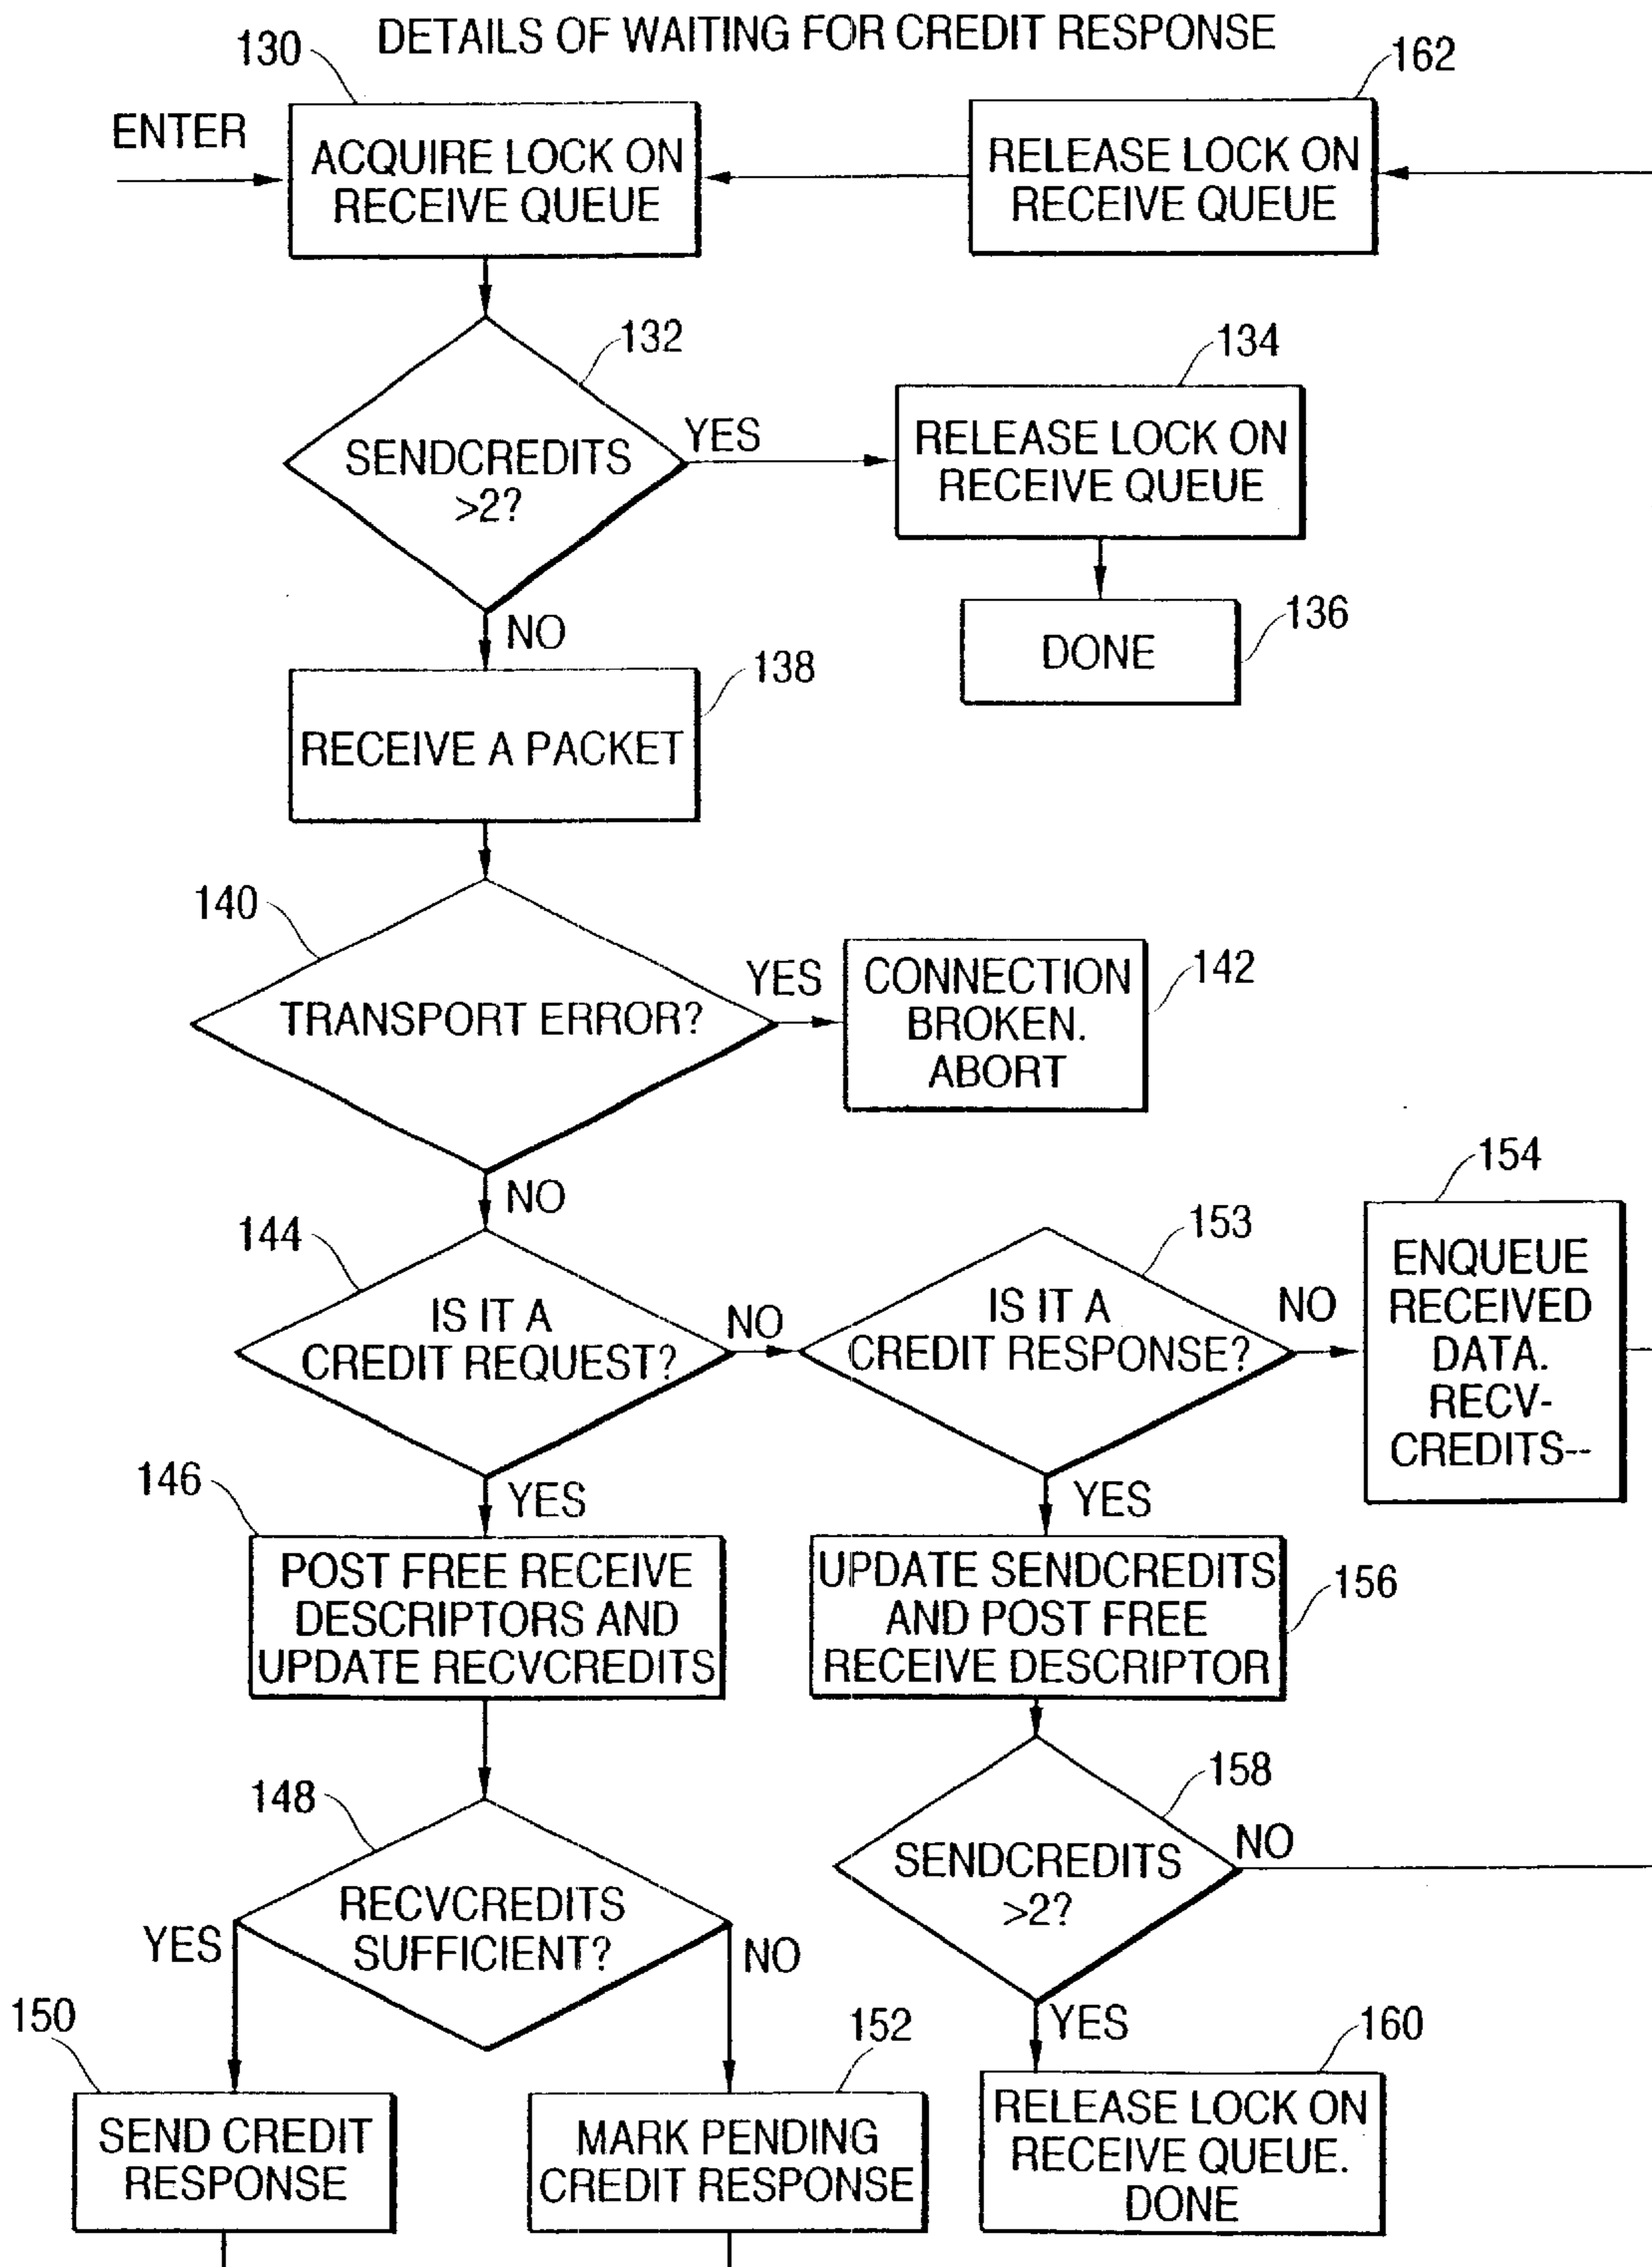 DETAILS OF WAITING FOR CREDIT RESPONSE
130
162
ENTER
ACQUIRE LOCK ON
RECEIVE QUEUE
RELEASE LOCK ON
RECEIVE QUEUE
132
134
SENDCREDITS
>2?
YES
RELEASE LOCK ON
RECEIVE QUEUE
NO
136
DONE
138
RECEIVE A PACKET
140
TRANSPORT ERROR?
YES
142
CONNECTION
BROKEN.
ABORT
NO
144
IS IT A
CREDIT REQUEST?
NO
153
IS IT A
CREDIT RESPONSE?
NO
154
ENQUEUE
RECEIVED
DATA.
RECV-
CREDITS--
146
YES
POST FREE RECEIVE
DESCRIPTORS AND
UPDATE RECVCREDITS
YES
UPDATE SENDCREDITS
AND POST FREE
RECEIVE DESCRIPTOR
156
148
RECVCREDITS
SUFFICIENT?
YES
NO
158
SENDCREDITS
>2?
NO
YES
150
SEND CREDIT
RESPONSE
152
MARK PENDING
CREDIT RESPONSE
160
RELEASE LOCK ON
RECEIVE QUEUE.
DONE